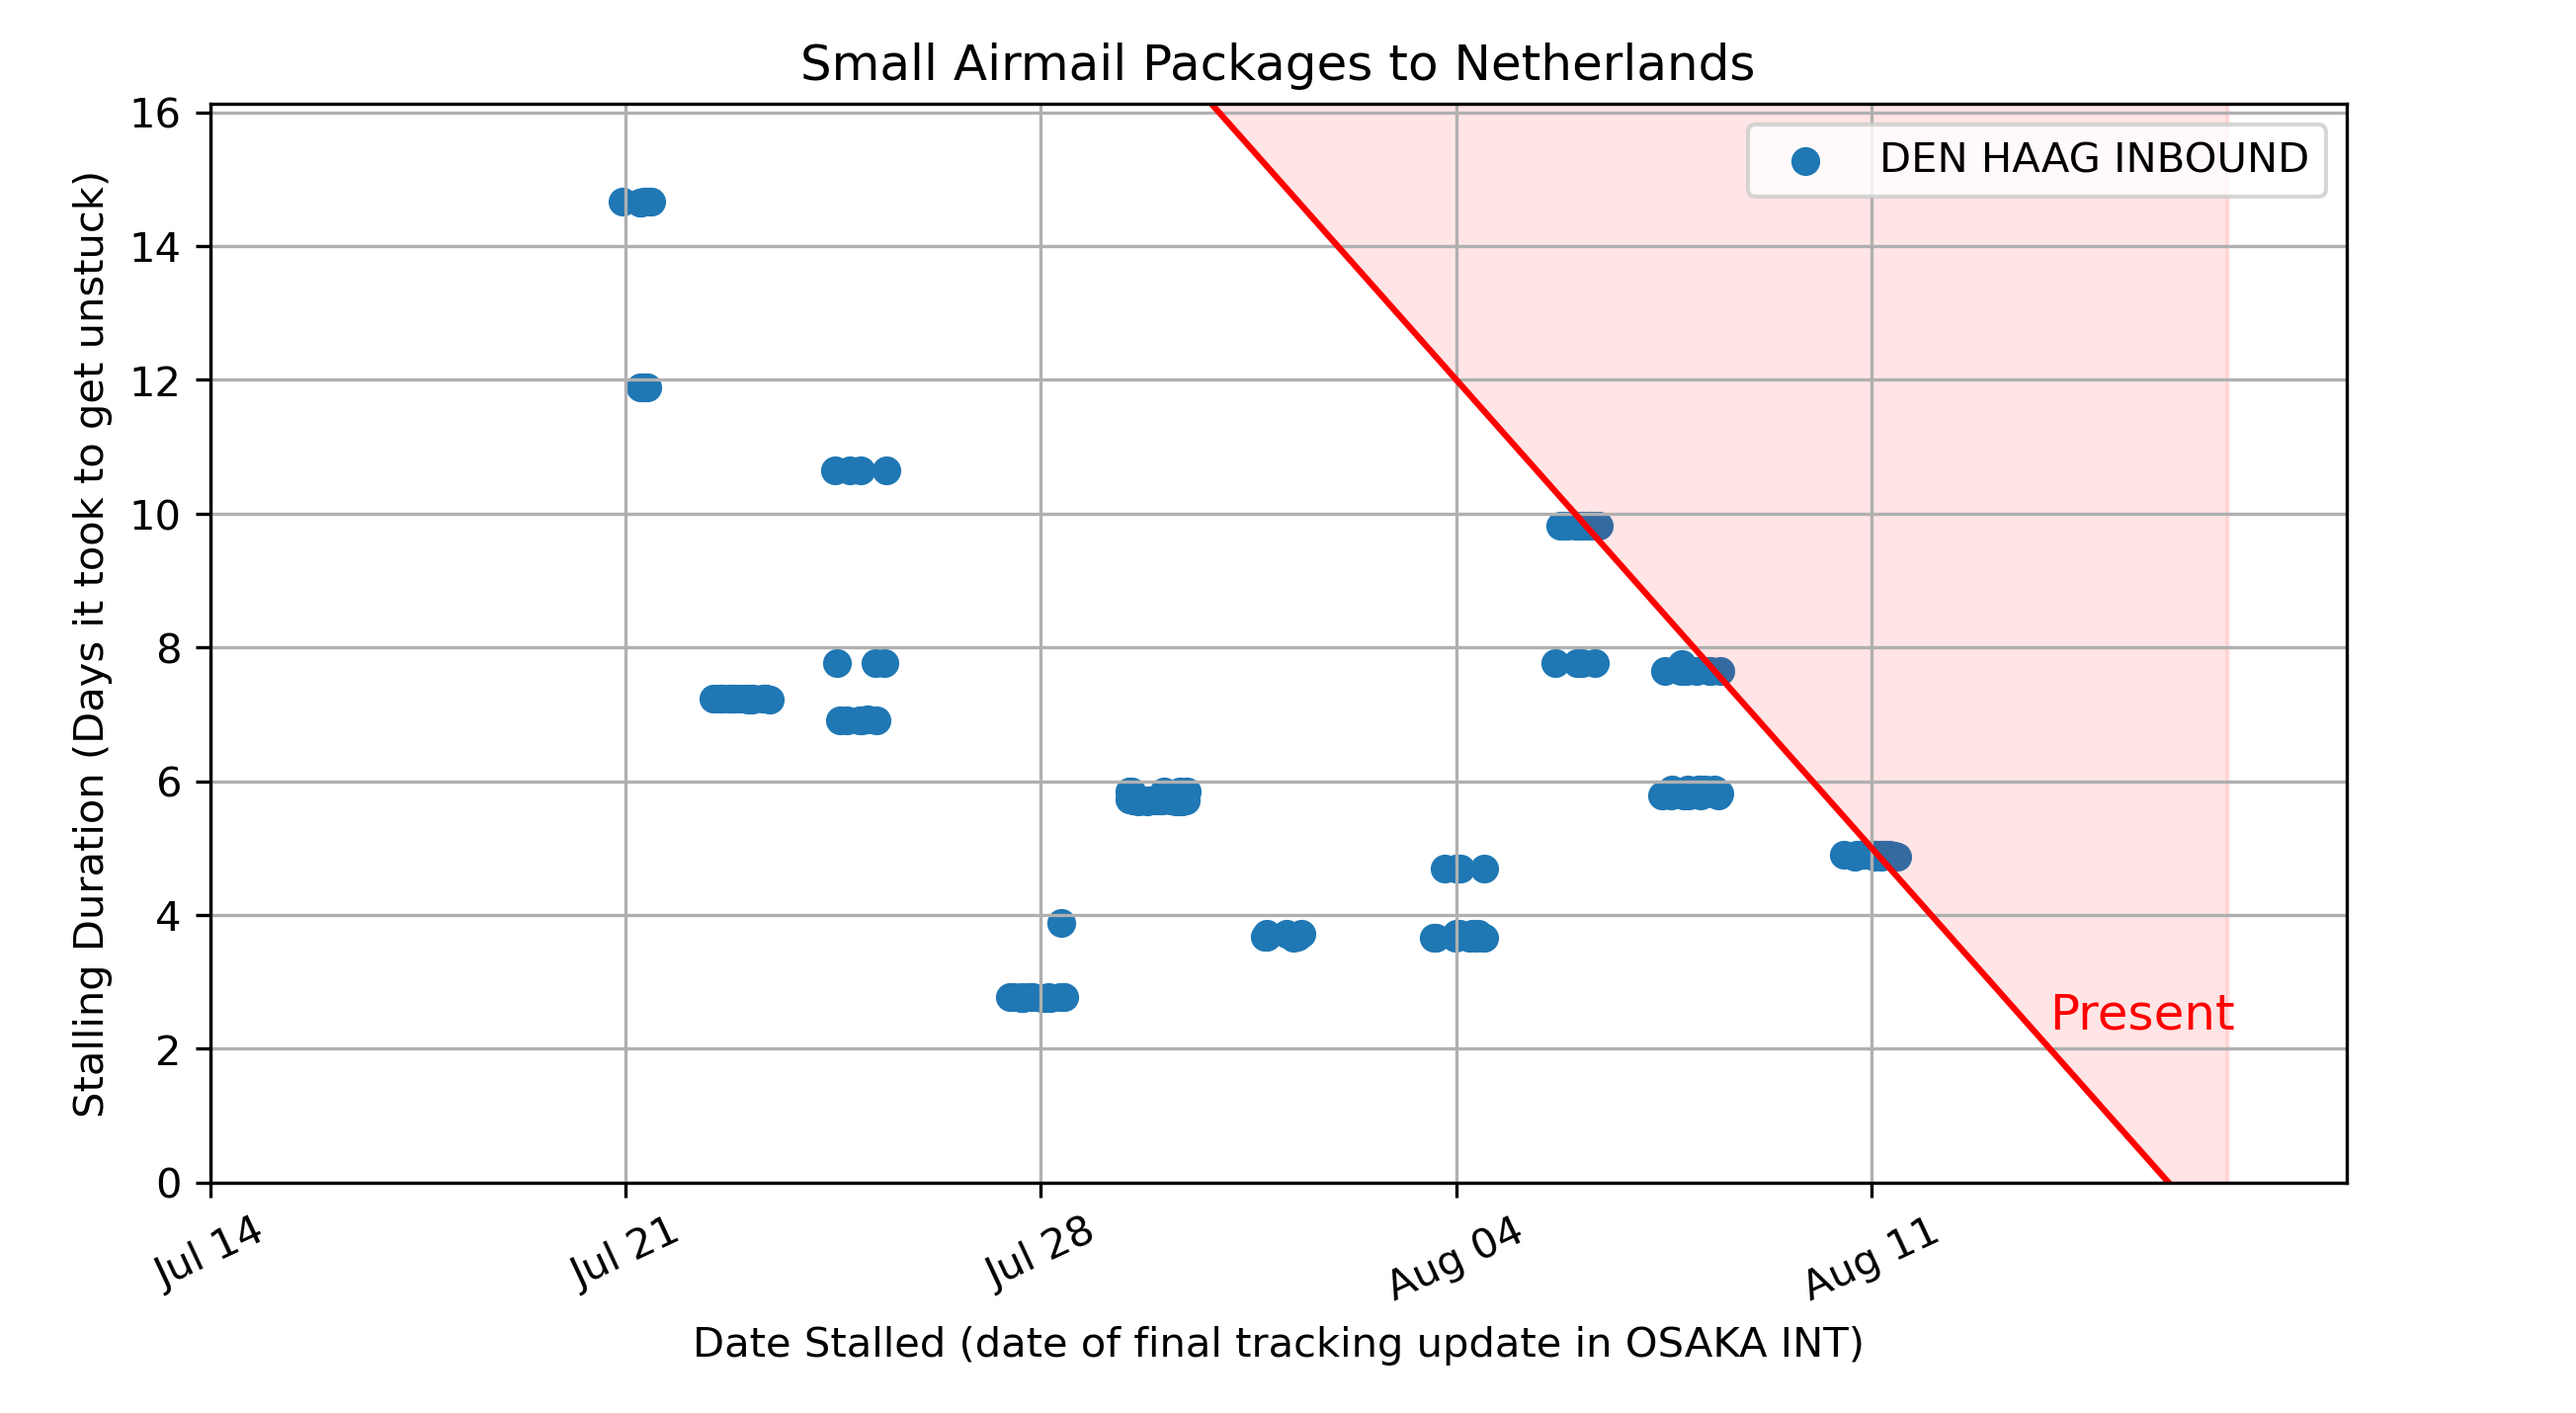 Small Airmail Packages to Netherlands
DEN HAAG INBOUND
Stalling Duration (Days it took to get unstuck)
16
14
12
10
8
6
4
2
0
Present
Jul 14
Jul 21
Jul 28
Aug 04
Aug 11
Date Stalled (date of final tracking update in OSAKA INT)